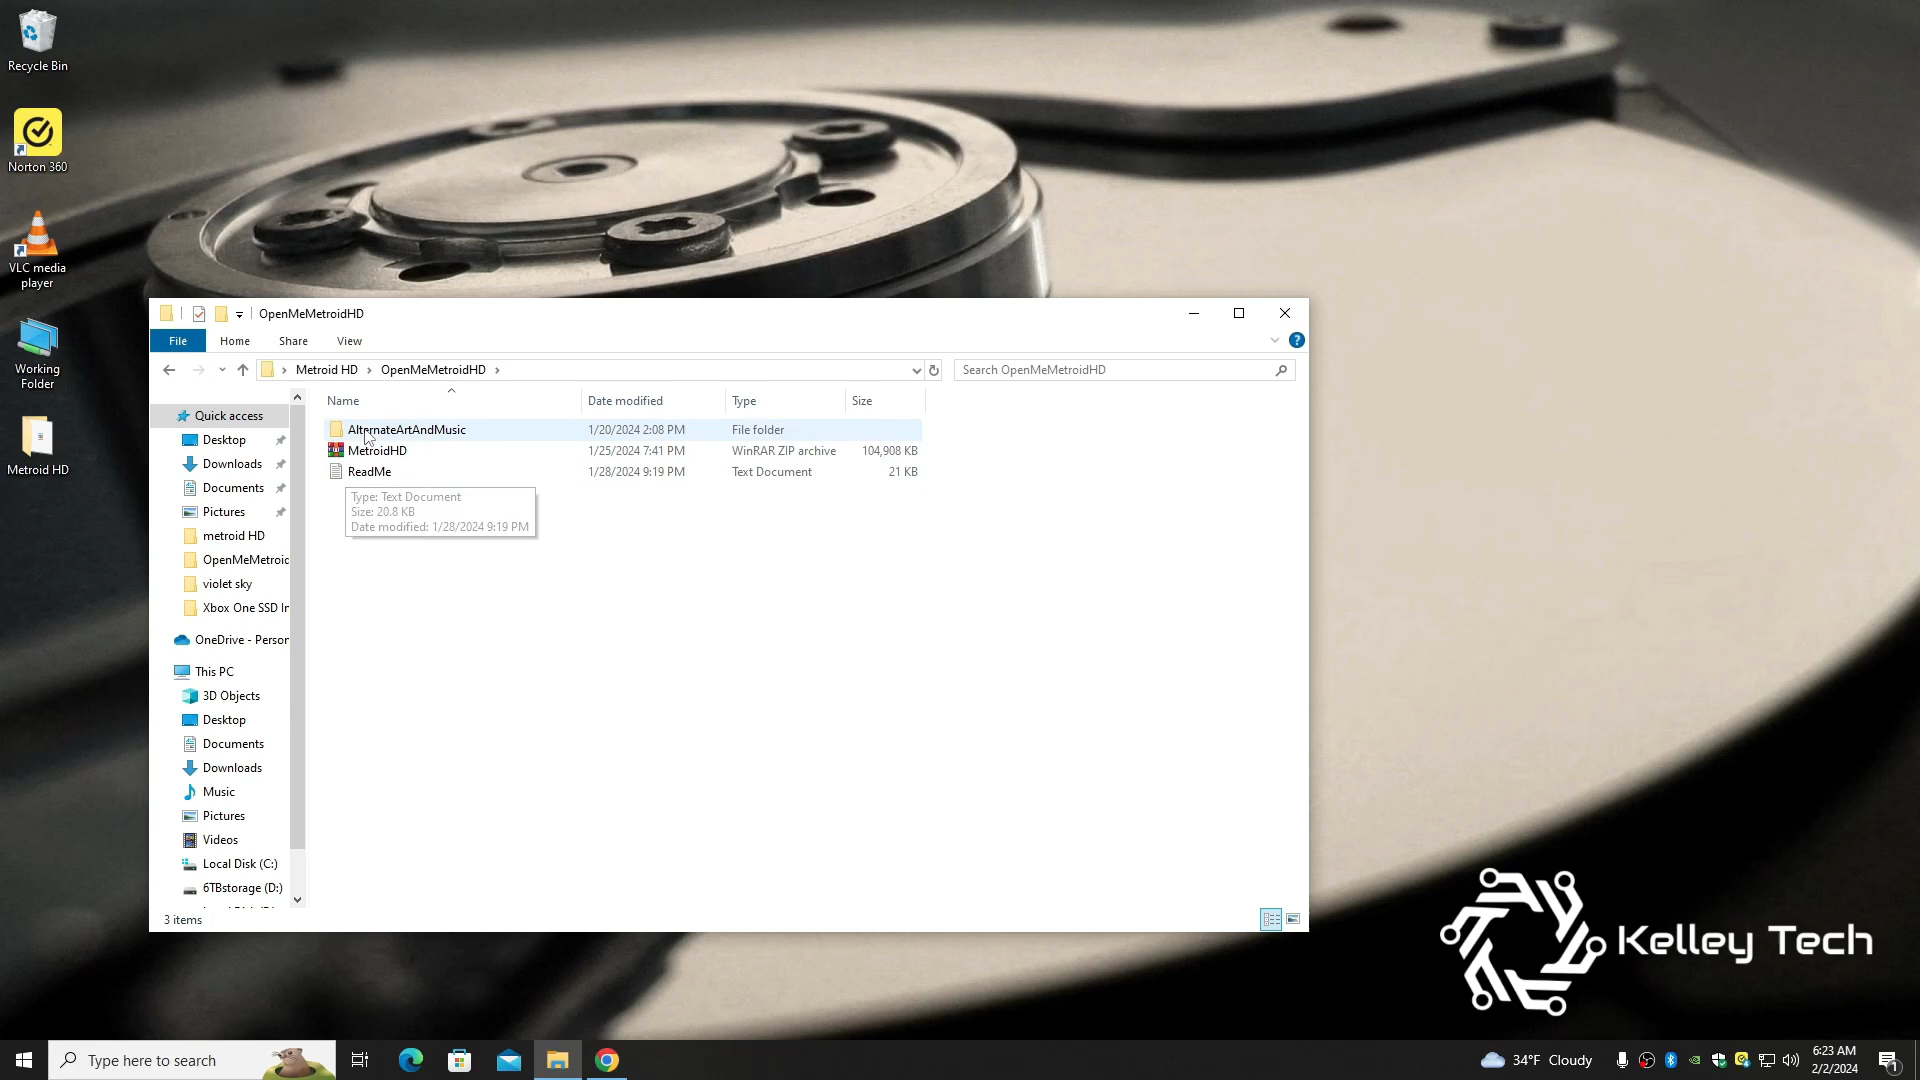 Recycle Bin
Norton 360
VLC media
player
Working
Folder
Metroid HD
OpenMeMetroidHD
File Home Share View
Metroid HD OpenMeMetroidHD
Search OpenMeMetroidHD
Name Date modified Type Size
AlternateArtAndMusic 1/20/2024 2:08 PM File folder
MetroidHD 1/25/2024 7:41 PM WinRAR ZIP archive 104,908 KB
ReadMe 1/28/2024 9:19 PM Text Document 21 KB
Type: Text Document
Size: 20.8 KB
Date modified: 1/28/2024 9:19 PM
Quick access
Desktop
Downloads
Documents
Pictures
metroid HD
OpenMeMetroid
violet sky
Xbox One SSD In
OneDrive - Person
This PC
3D Objects
Desktop
Documents
Downloads
Music
Pictures
Videos
Local Disk (C:)
6TBstorage (D:)
3 items
Kelley Tech
Type here to search
34°F Cloudy
6:23 AM
2/2/2024
1